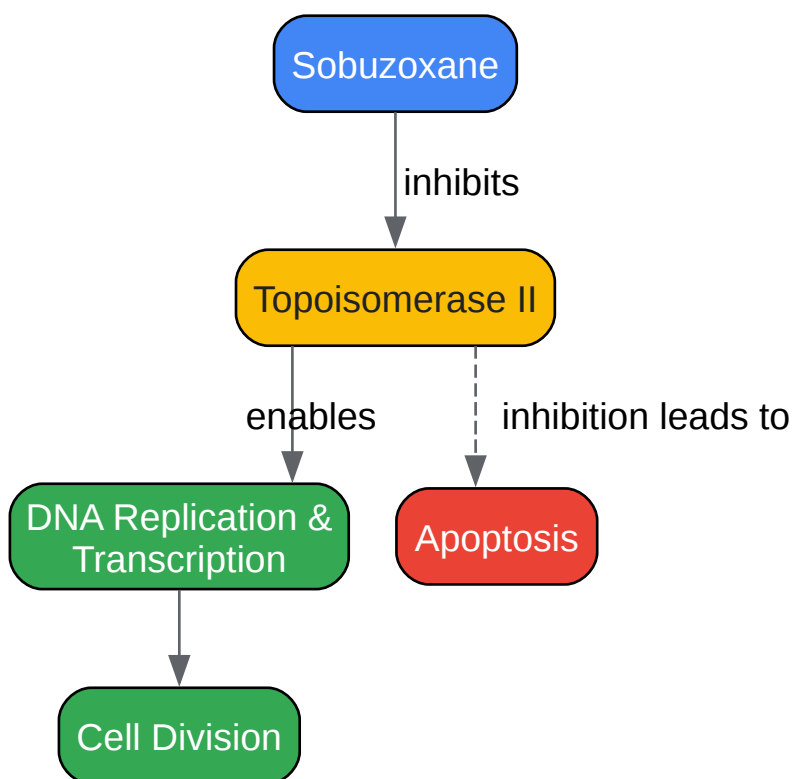 Sobuzoxane
inhibits
Topoisomerase II
enables
inhibition leads to
DNA Replication &
Transcription
Apoptosis
Cell Division